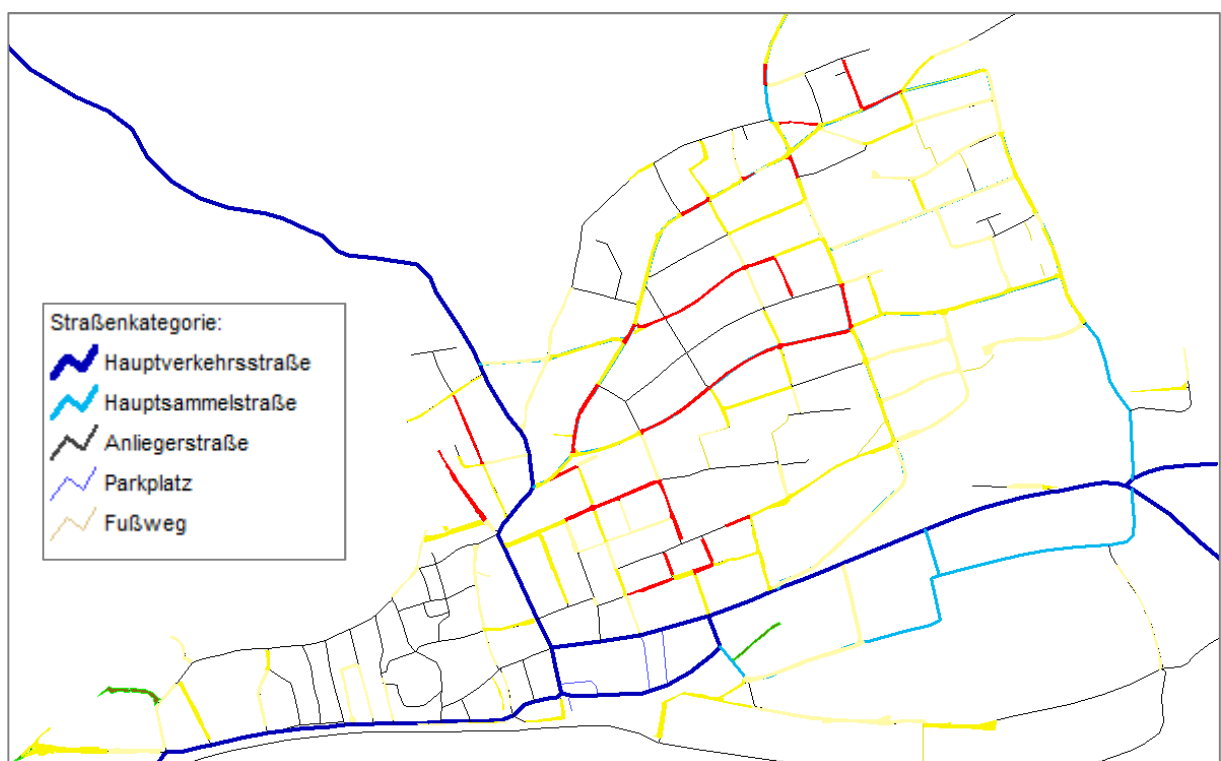 Straßenkategorie:
Hauptverkehrsstraße
Hauptsammelstraße
Anliegerstraße
Parkplatz
Fußweg